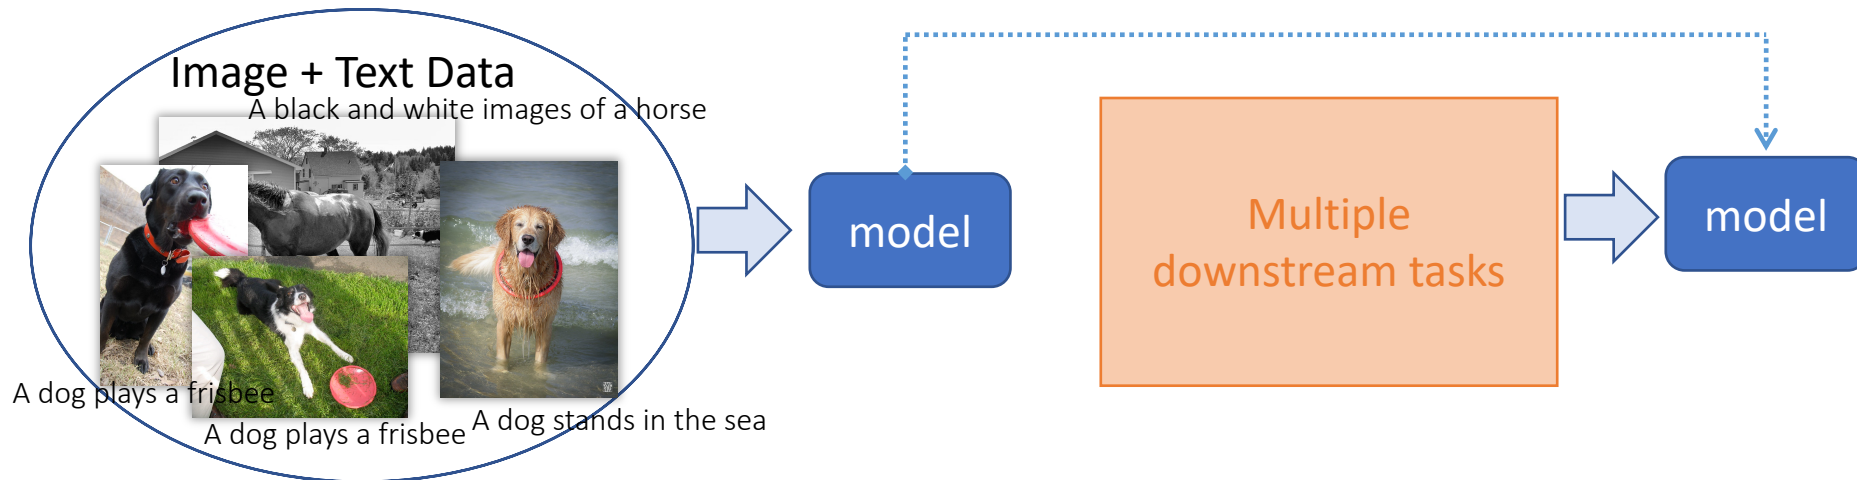 Image + Text Data
A black and white images of a horse
A dog plays a frisbee
A dog plays a frisbee
A dog stands in the sea
model
Multiple
downstream tasks
model